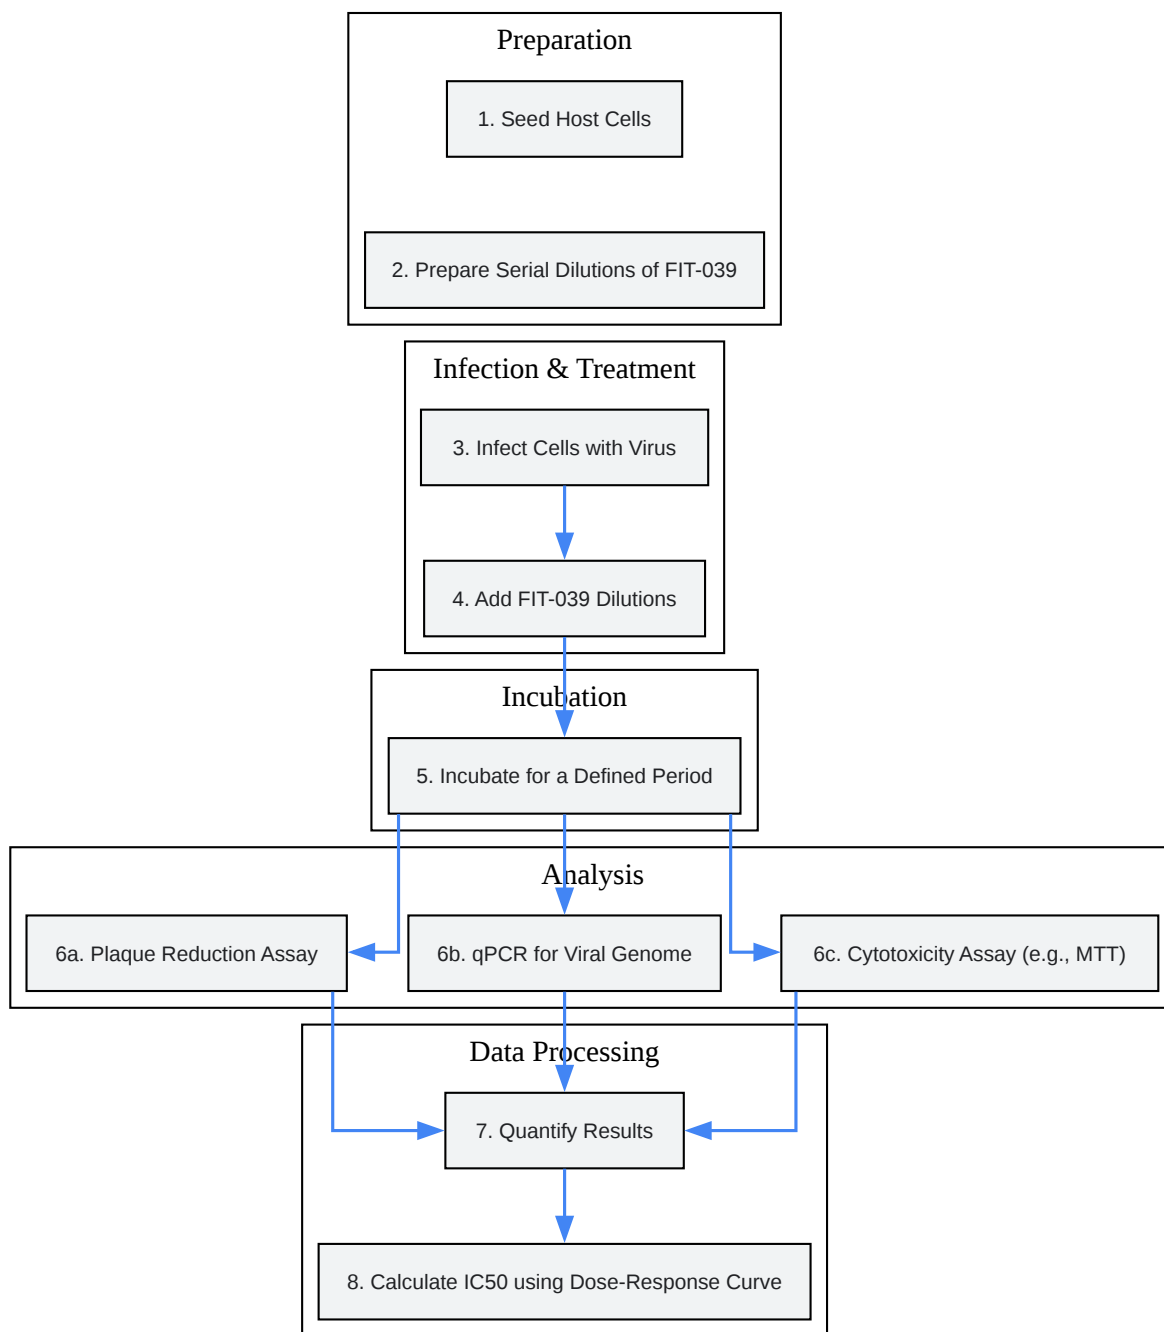 Preparation
1. Seed Host Cells
2. Prepare Serial Dilutions of FIT-039
Infection & Treatment
3. Infect Cells with Virus
4. Add FIT-039 Dilutions
Incubation
5. Incubate for a Defined Period
Analysis
6a. Plaque Reduction Assay
6b. qPCR for Viral Genome
6c. Cytotoxicity Assay (e.g., MTT)
Data Processing
7. Quantify Results
8. Calculate IC50 using Dose-Response Curve